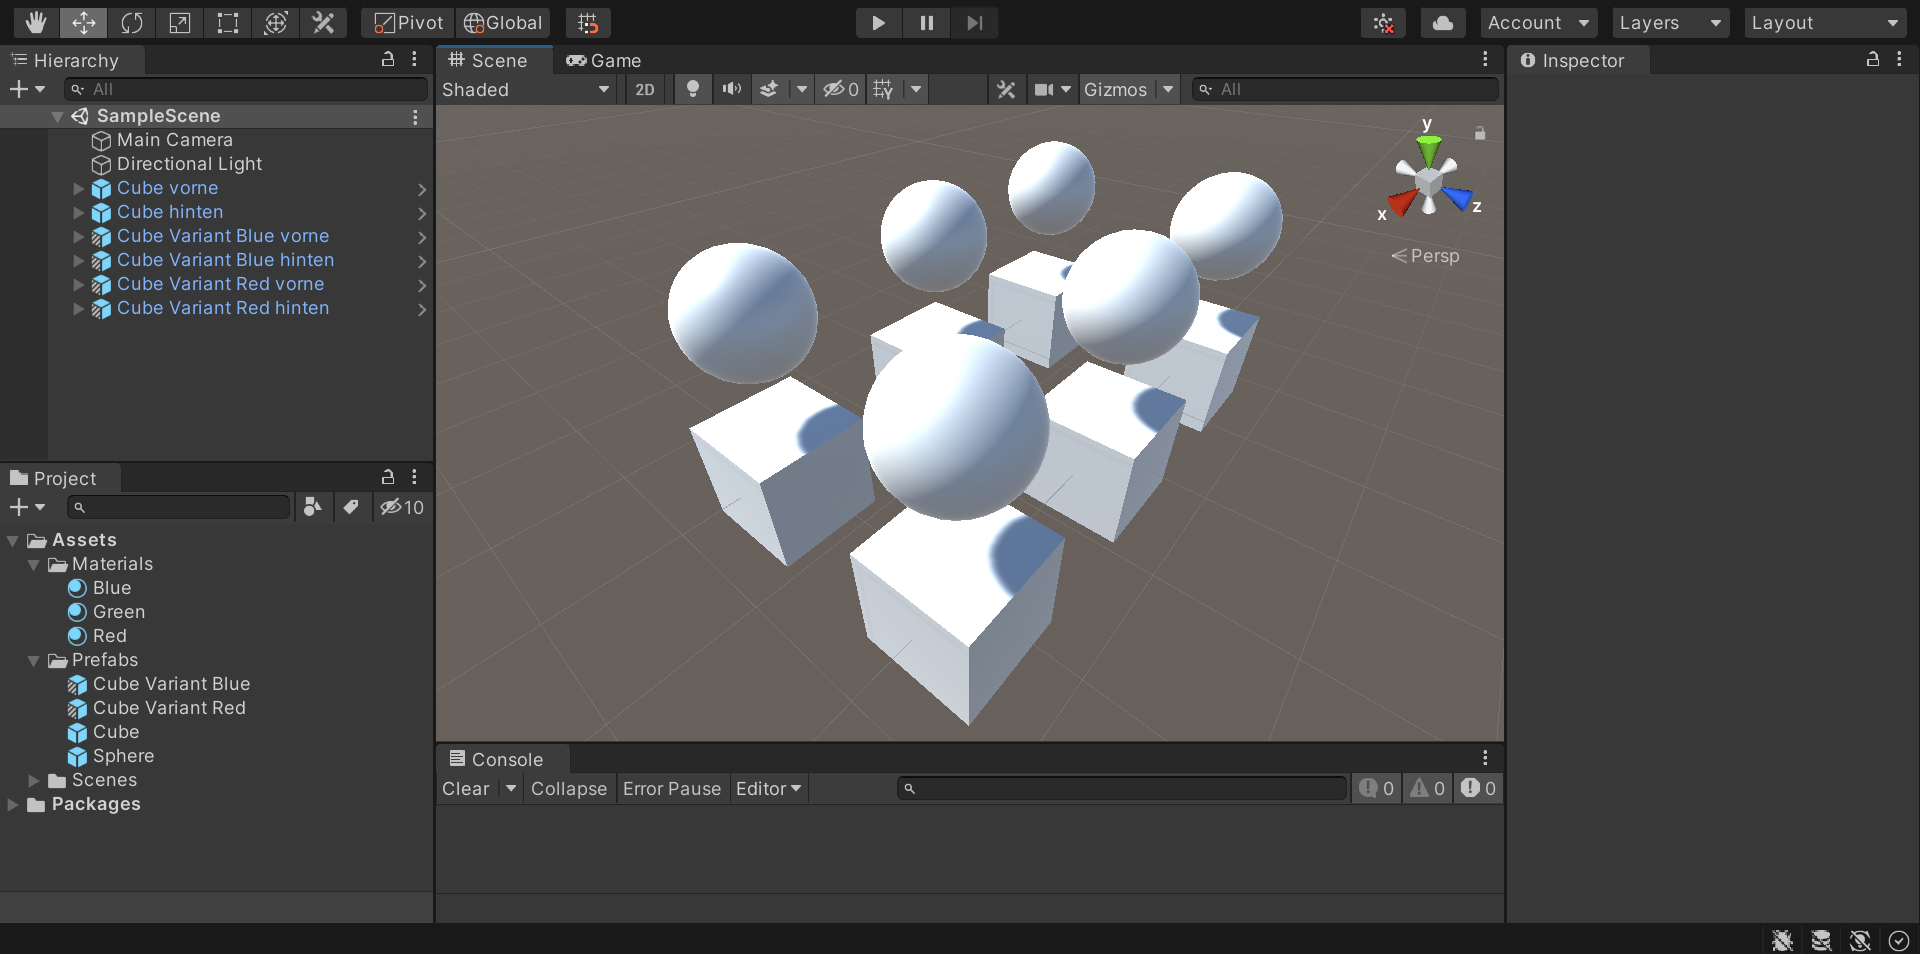 Pivot Global Account Layers Layout
Hierarchy
All
SampleScene
Main Camera
Directional Light
Cube vorne
Cube hinten
Cube Variant Blue vorne
Cube Variant Blue hinten
Cube Variant Red vorne
Cube Variant Red hinten
Project
10
Assets
Materials
Blue
Green
Red
Prefabs
Cube Variant Blue
Cube Variant Red
Cube
Sphere
Scenes
Packages
Scene Game
Shaded 2D 0 Gizmos All
y
x z
Persp
Console
Clear Collapse Error Pause Editor 0 0 0
Inspector